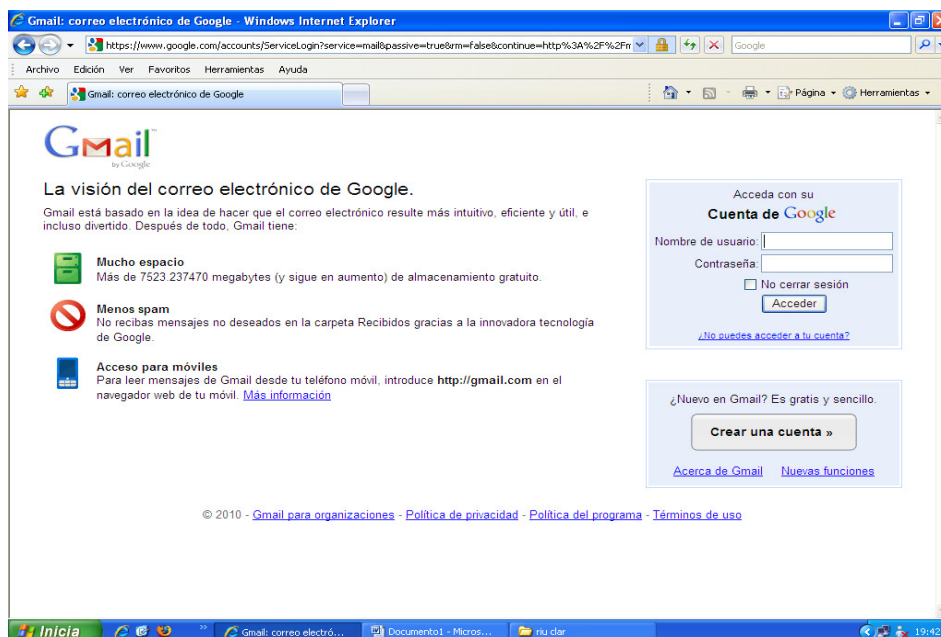 Gmail: correo electrónico de Google - Windows Internet Explorer
https://www.google.com/accounts/ServiceLogin?service=mail&passive=true&rm=false&continue=http%3A%2F%2Fm
Google
Archivo Edición Ver Favoritos Herramientas Ayuda
Gmail: correo electrónico de Google
Página Herramientas
Gmail
by Google
La visión del correo electrónico de Google.
Gmail está basado en la idea de hacer que el correo electrónico resulte más intuitivo, eficiente y útil, e
incluso divertido. Después de todo, Gmail tiene:
Mucho espacio
Más de 7523.237470 megabytes (y sigue en aumento) de almacenamiento gratuito.
Menos spam
No recibas mensajes no deseados en la carpeta Recibidos gracias a la innovadora tecnología
de Google.
Acceso para móviles
Para leer mensajes de Gmail desde tu teléfono móvil, introduce http://gmail.com en el
navegador web de tu móvil. Más información
Acceda con su
Cuenta de Google
Nombre de usuario:
Contraseña:
No cerrar sesión
Acceder
¿No puedes acceder a tu cuenta?
¿Nuevo en Gmail? Es gratis y sencillo.
Crear una cuenta »
Acerca de Gmail Nuevas funciones
© 2010 - Gmail para organizaciones - Política de privacidad - Política del programa - Términos de uso
Inicia Gmail: correo electró... Documento1 - Micros... riu clar 19:42